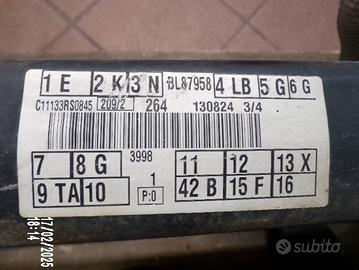 1 E 2 K 3 N BL87958 4 LB 5 G 6 G
C11133RS0845 209/2 264 130824 3/4
7 8 G 3998 11 12 13 X
9 TA 10 1 P:0 42 B 15 F 16
17/02/2025
18:14
subito